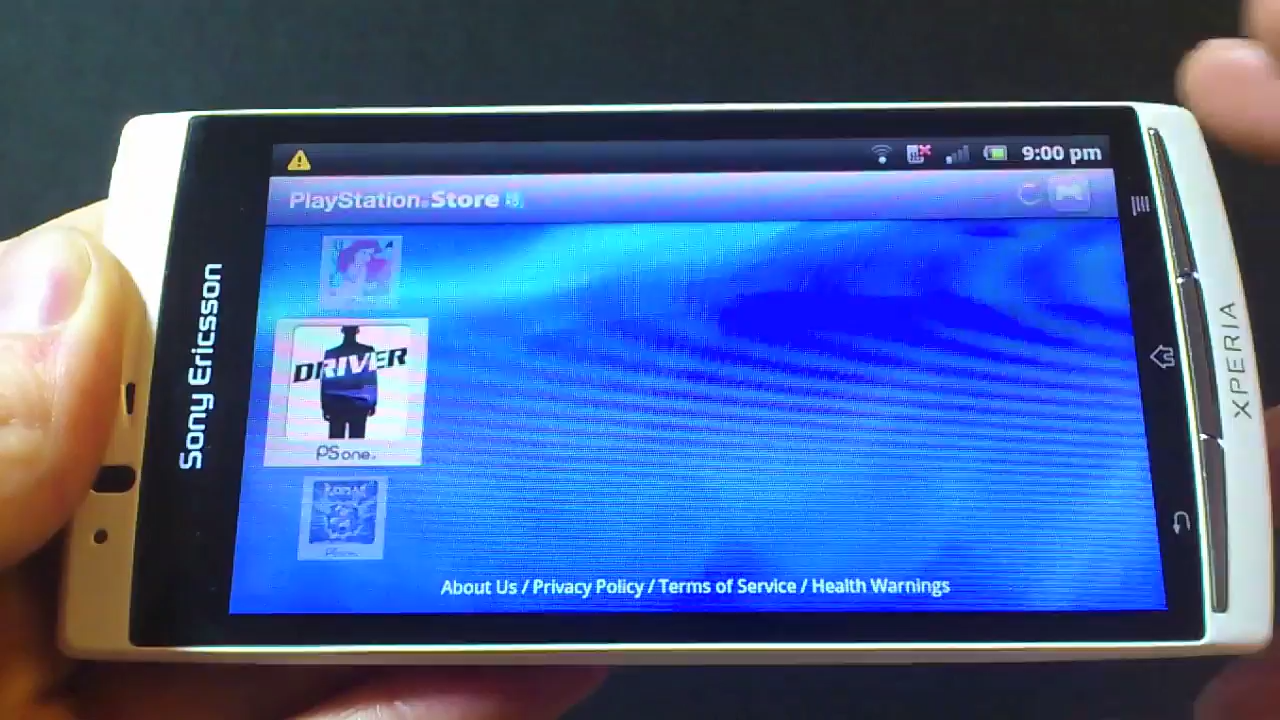 9:00 pm
PlayStation.Store
DRIVER
PSone.
About Us / Privacy Policy / Terms of Service / Health Warnings
Sony Ericsson
XPERIA